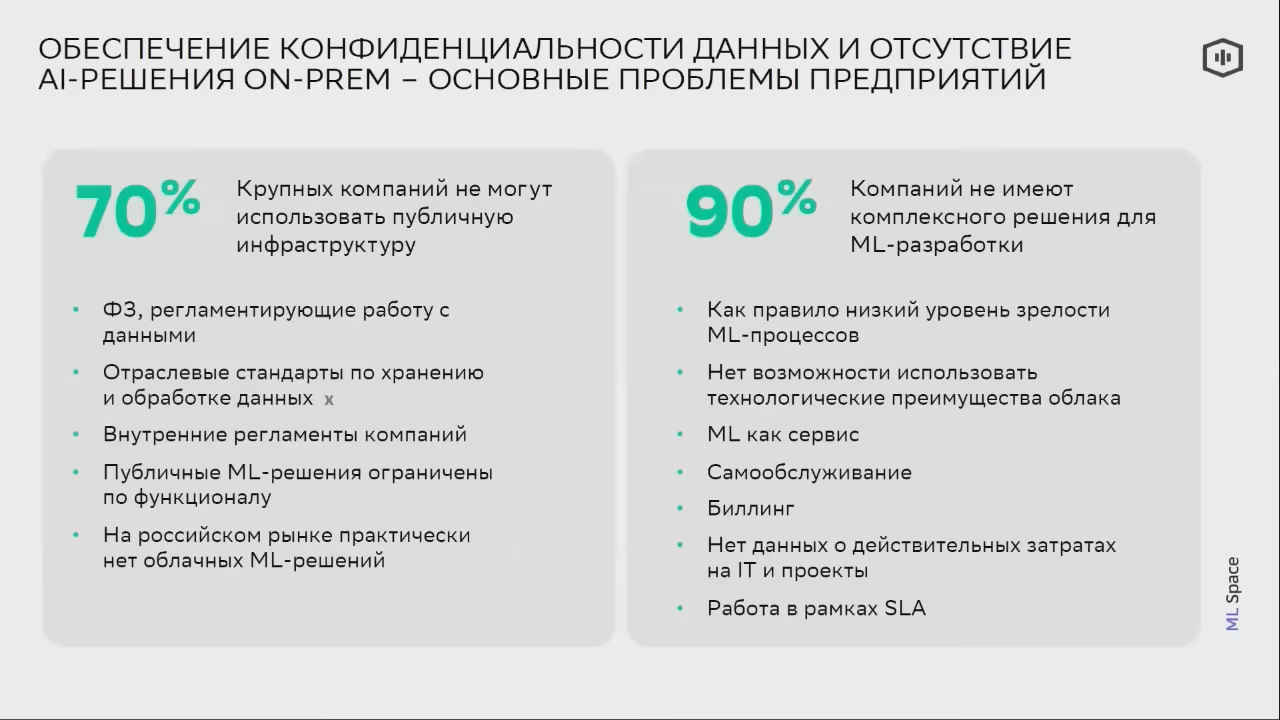 ОБЕСПЕЧЕНИЕ КОНФИДЕНЦИАЛЬНОСТИ ДАННЫХ И ОТСУТСТВИЕ
AI-РЕШЕНИЯ ON-PREM – ОСНОВНЫЕ ПРОБЛЕМЫ ПРЕДПРИЯТИЙ
70%
Крупных компаний не могут
использовать публичную
инфраструктуру
• ФЗ, регламентирующие работу с
данными
• Отраслевые стандарты по хранению
и обработке данных х
• Внутренние регламенты компаний
• Публичные ML-решения ограничены
по функционалу
• На российском рынке практически
нет облачных ML-решений
90%
Компаний не имеют
комплексного решения для
ML-разработки
• Как правило низкий уровень зрелости
ML-процессов
• Нет возможности использовать
технологические преимущества облака
• ML как сервис
• Самообслуживание
• Биллинг
• Нет данных о действительных затратах
на IT и проекты
• Работа в рамках SLA
ML Space